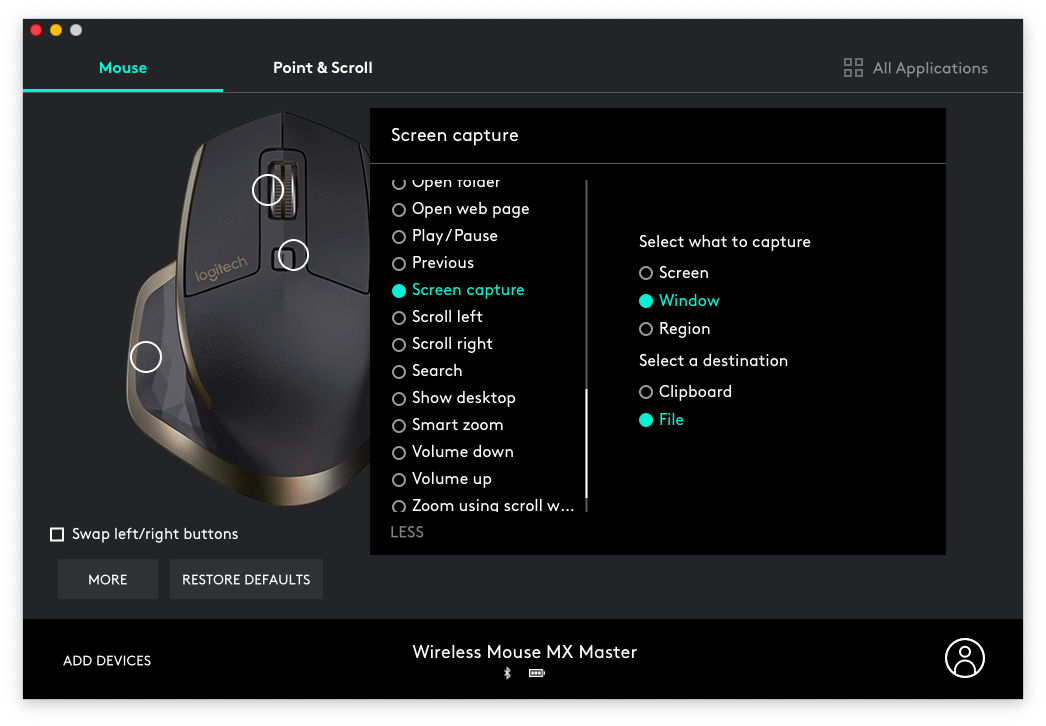 Mouse
Point & Scroll
All Applications
Screen capture
Open folder
Open web page
Play/Pause
Previous
Screen capture
Scroll left
Scroll right
Search
Show desktop
Smart zoom
Volume down
Volume up
Zoom using scroll w...
LESS
Select what to capture
Screen
Window
Region
Select a destination
Clipboard
File
logitech
Swap left/right buttons
MORE
RESTORE DEFAULTS
ADD DEVICES
Wireless Mouse MX Master